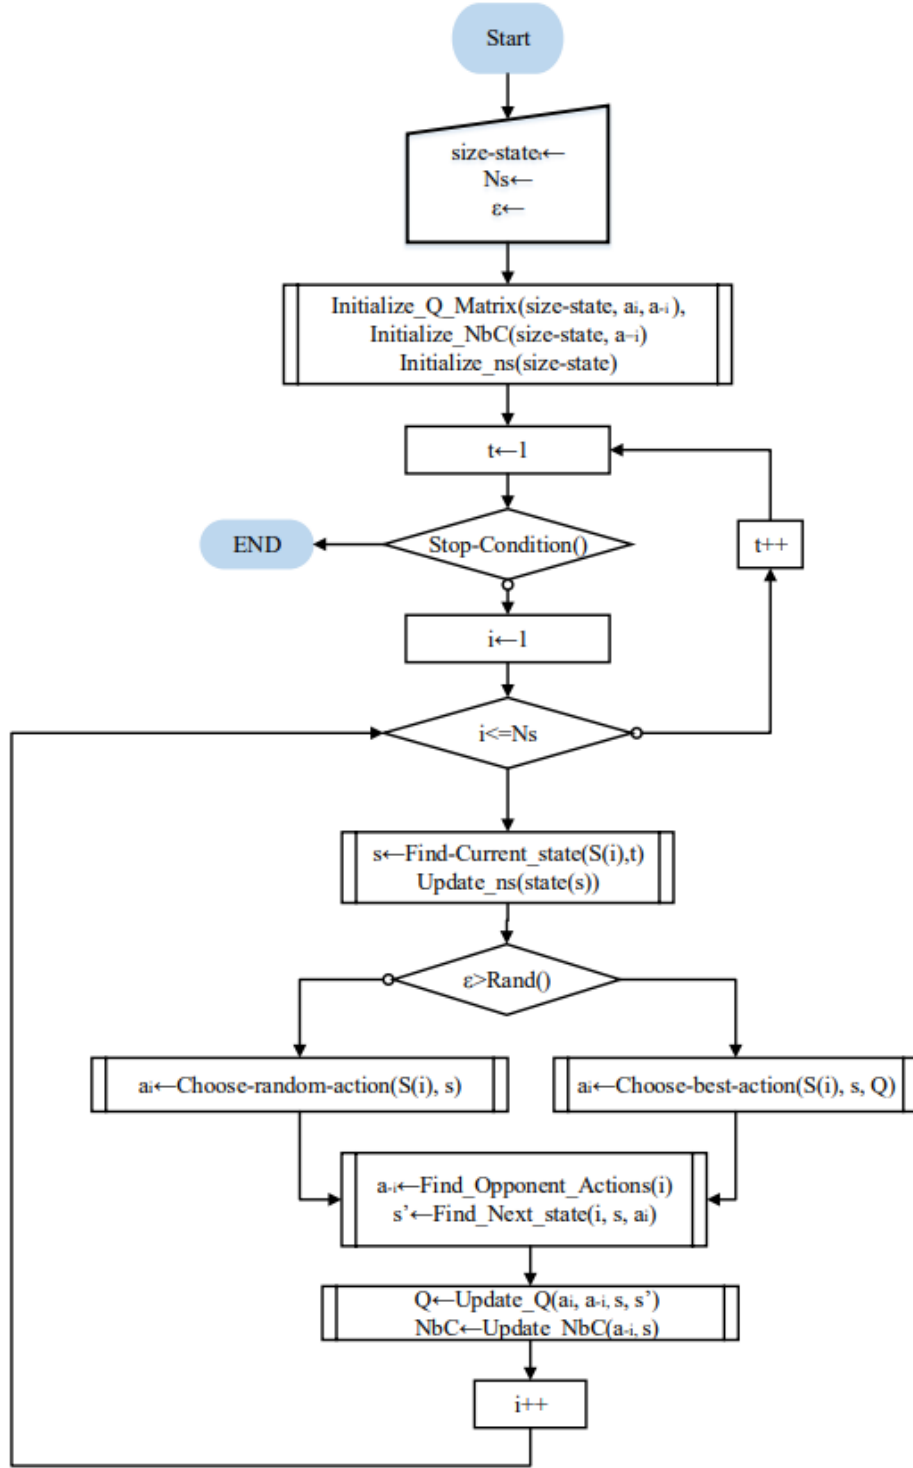 Start
size-stateᵢ←
Ns←
ε←
Initialize_Q_Matrix(size-state, aᵢ, a-ᵢ),
Initialize_NbC(size-state, a−ᵢ)
Initialize_ns(size-state)
t←1
Stop-Condition()
END
t++
i←1
i<=Ns
s←Find-Current_state(S(i),t)
Update_ns(state(s))
ε>Rand()
aᵢ←Choose-random-action(S(i), s)
aᵢ←Choose-best-action(S(i), s, Q)
a-ᵢ←Find_Opponent_Actions(i)
s’←Find_Next_state(i, s, aᵢ)
Q←Update_Q(aᵢ, a-ᵢ, s, s’)
NbC←Update_NbC(a-ᵢ, s)
i++